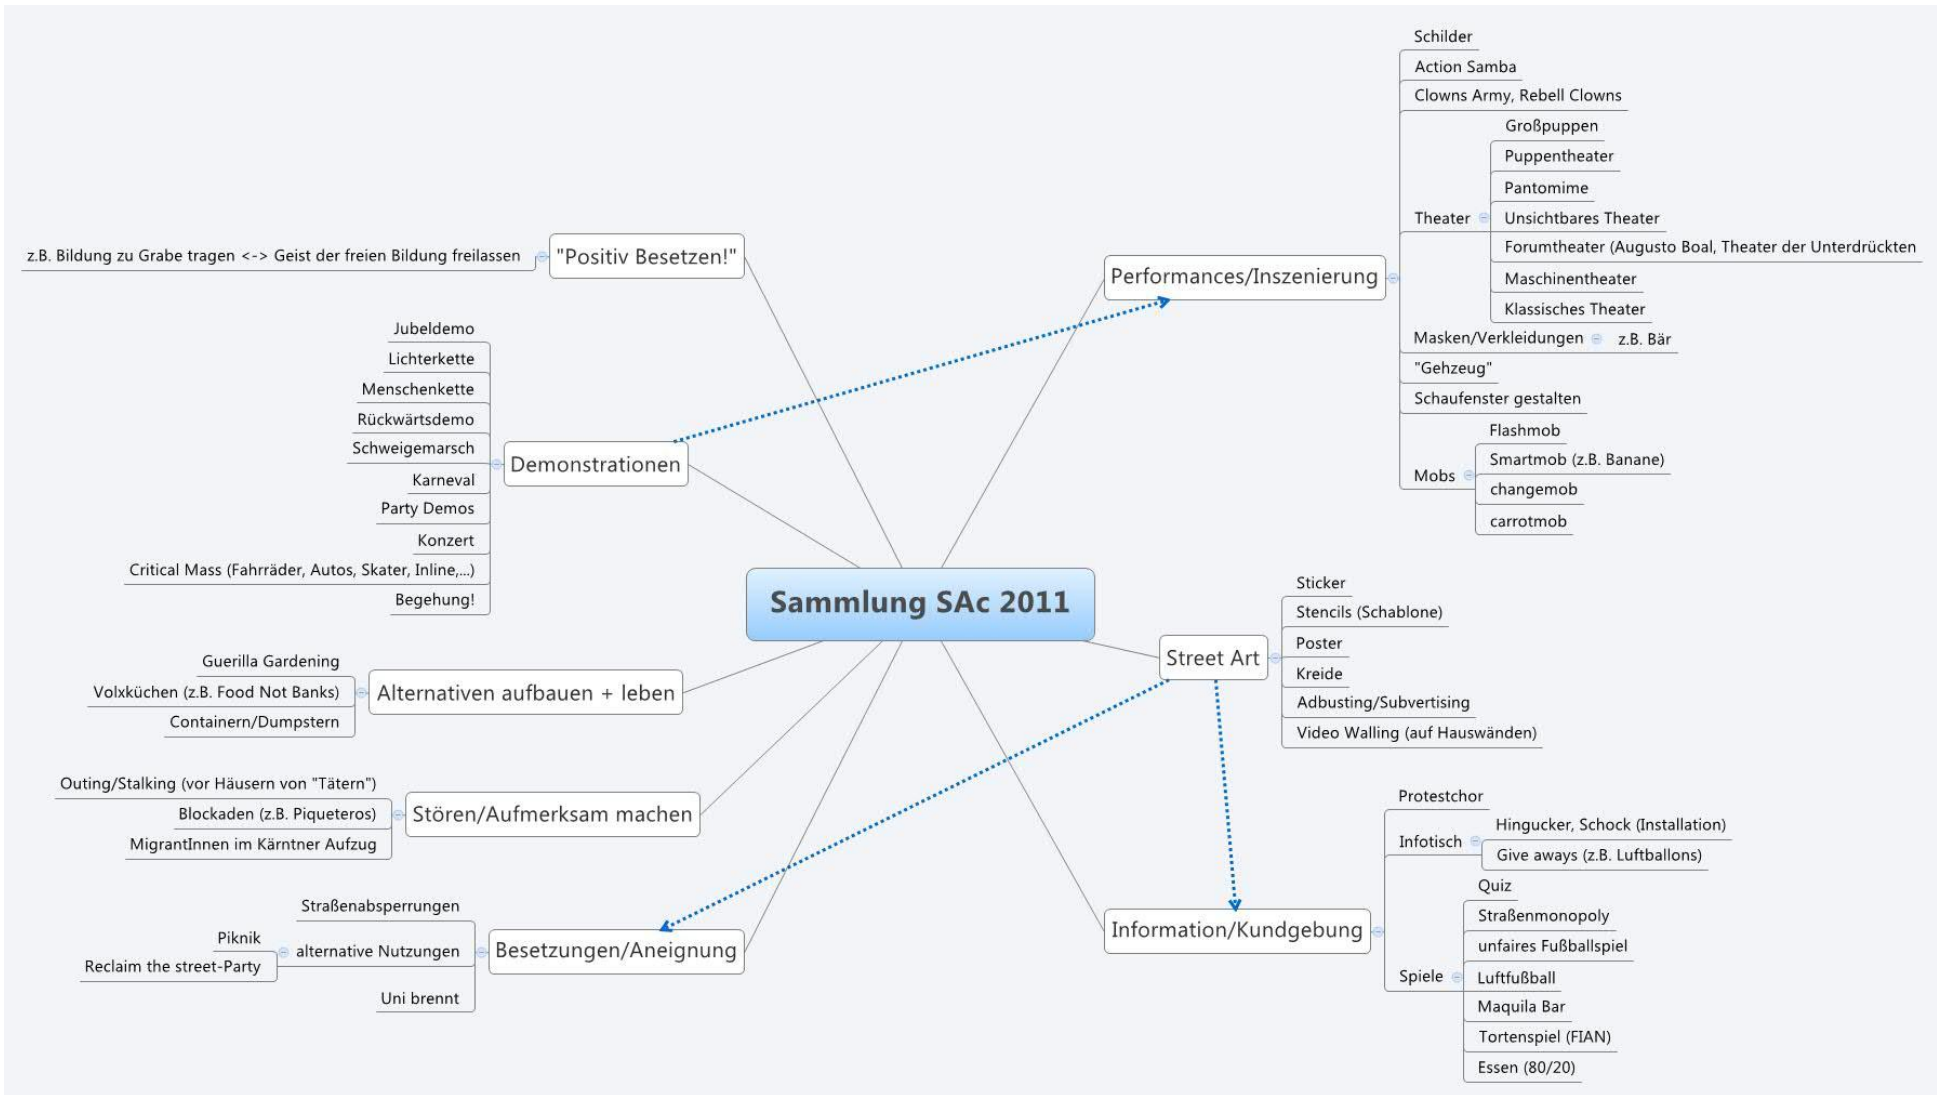 Sammlung SAc 2011
"Positiv Besetzen!"
z.B. Bildung zu Grabe tragen <-> Geist der freien Bildung freilassen
Demonstrationen
Jubeldemo
Lichterkette
Menschenkette
Rückwärtsdemo
Schweigemarsch
Karneval
Party Demos
Konzert
Critical Mass (Fahrräder, Autos, Skater, Inline,...)
Begehung!
Alternativen aufbauen + leben
Guerilla Gardening
Volxküchen (z.B. Food Not Banks)
Containern/Dumpstern
Stören/Aufmerksam machen
Outing/Stalking (vor Häusern von "Tätern")
Blockaden (z.B. Piqueteros)
MigrantInnen im Kärntner Aufzug
Besetzungen/Aneignung
Straßenabsperrungen
alternative Nutzungen
Piknik
Reclaim the street-Party
Uni brennt
Performances/Inszenierung
Schilder
Action Samba
Clowns Army, Rebell Clowns
Theater
Großpuppen
Puppentheater
Pantomime
Unsichtbares Theater
Forumtheater (Augusto Boal, Theater der Unterdrückten
Maschinentheater
Klassisches Theater
Masken/Verkleidungen
z.B. Bär
"Gehzeug"
Schaufenster gestalten
Mobs
Flashmob
Smartmob (z.B. Banane)
changemob
carrotmob
Street Art
Sticker
Stencils (Schablone)
Poster
Kreide
Adbusting/Subvertising
Video Walling (auf Hauswänden)
Information/Kundgebung
Protestchor
Infotisch
Hingucker, Schock (Installation)
Give aways (z.B. Luftballons)
Spiele
Quiz
Straßenmonopoly
unfaires Fußballspiel
Luftfußball
Maquila Bar
Tortenspiel (FIAN)
Essen (80/20)